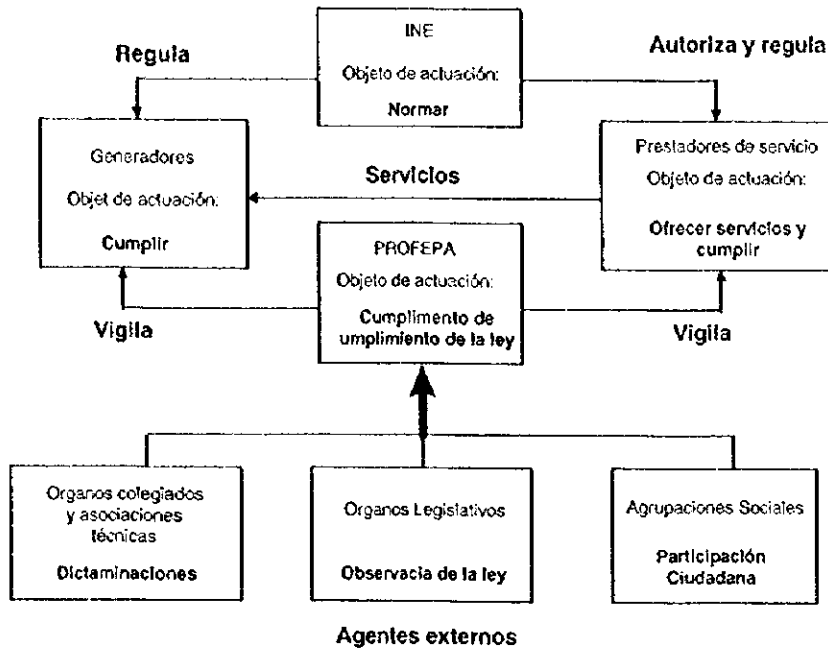 INE
Objeto de actuación:
Normar
Regula
Autoriza y regula
Generadores
Objet de actuación:
Cumplir
Servicios
Prestadores de servicio
Objeto de actuación:
Ofrecer servicios y
cumplir
PROFEPA
Objeto de actuación:
Cumplimento de
umplimiento de la ley
Vigila
Vigila
Organos colegiados
y asociaciones
técnicas
Dictaminaciones
Organos Legislativos
Observacia de la ley
Agrupaciones Sociales
Participación
Ciudadana
Agentes externos